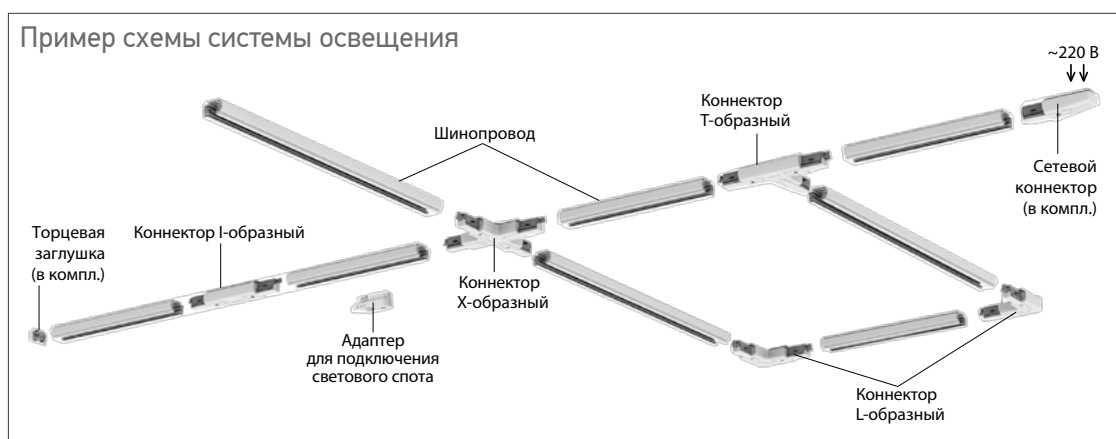 Пример схемы системы освещения
~220 В
Коннектор
Т-образный
Шинопровод
Сетевой
коннектор
(в компл.)
Торцевая
заглушка
(в компл.)
Коннектор I-образный
Коннектор
Х-образный
Адаптер
для подключения
светового спота
Коннектор
L-образный